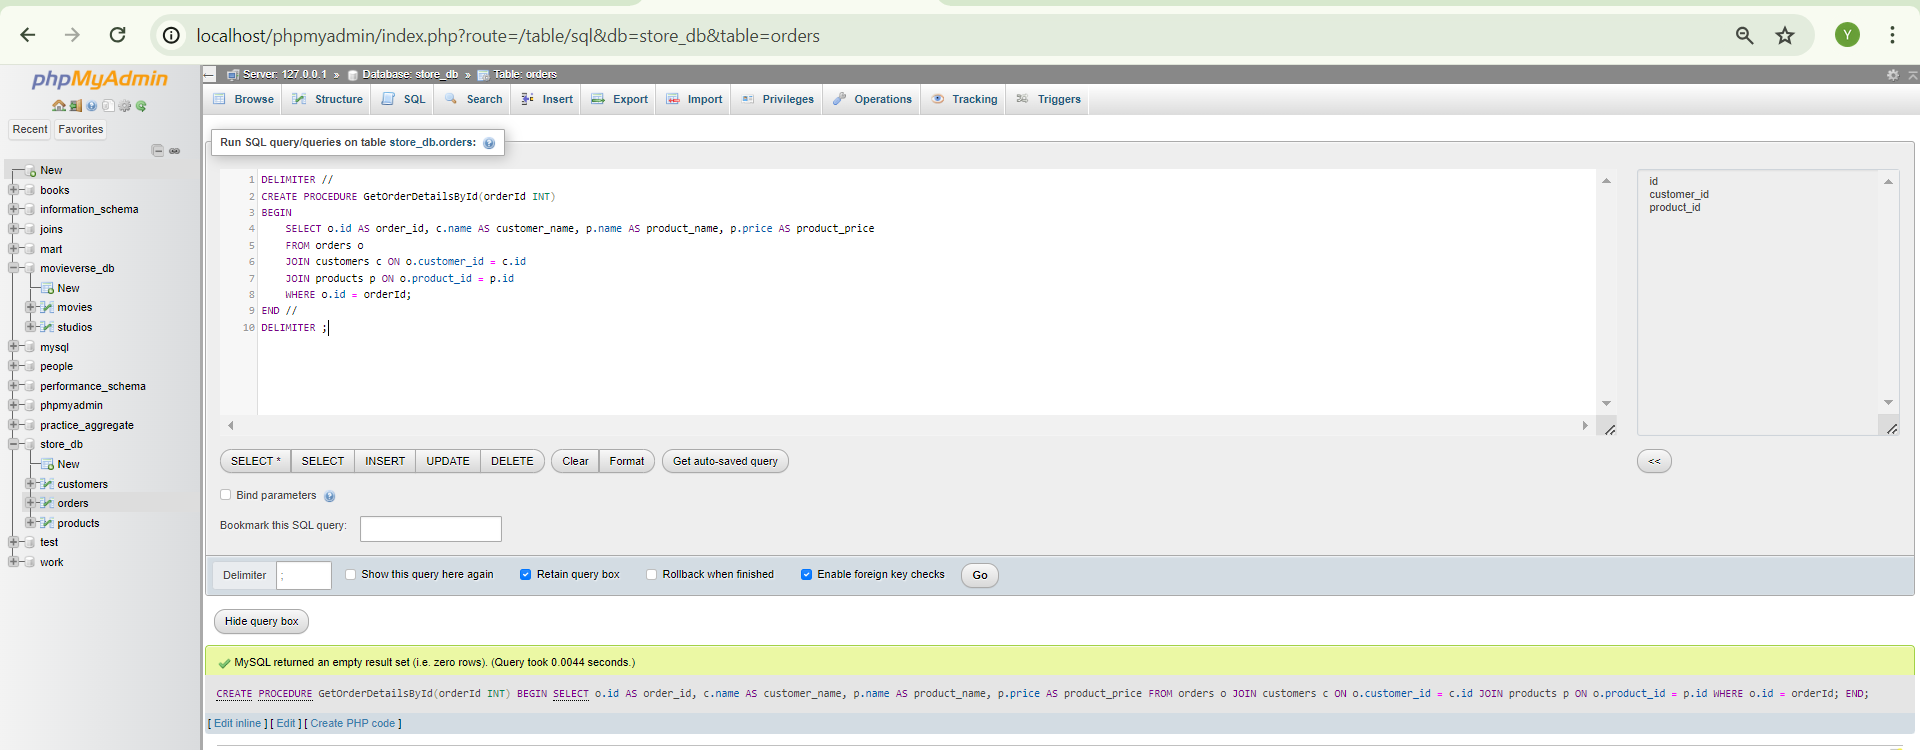 localhost/phpmyadmin/index.php?route=/table/sql&db=store_db&table=orders
Y
phpMyAdmin
Recent Favorites
New
books
information_schema
joins
mart
movieverse_db
New
movies
studios
mysql
people
performance_schema
phpmyadmin
practice_aggregate
store_db
New
customers
orders
products
test
work
Server: 127.0.0.1 » Database: store_db » Table: orders
Browse Structure SQL Search Insert Export Import Privileges Operations Tracking Triggers
Run SQL query/queries on table store_db.orders:
1 DELIMITER //
2 CREATE PROCEDURE GetOrderDetailsById(orderId INT)
3 BEGIN
4 SELECT o.id AS order_id, c.name AS customer_name, p.name AS product_name, p.price AS product_price
5 FROM orders o
6 JOIN customers c ON o.customer_id = c.id
7 JOIN products p ON o.product_id = p.id
8 WHERE o.id = orderId;
9 END //
10 DELIMITER ;
id
customer_id
product_id
SELECT * SELECT INSERT UPDATE DELETE Clear Format Get auto-saved query <<
Bind parameters
Bookmark this SQL query:
Delimiter ; Show this query here again Retain query box Rollback when finished Enable foreign key checks Go
Hide query box
MySQL returned an empty result set (i.e. zero rows). (Query took 0.0044 seconds.)
CREATE PROCEDURE GetOrderDetailsById(orderId INT) BEGIN SELECT o.id AS order_id, c.name AS customer_name, p.name AS product_name, p.price AS product_price FROM orders o JOIN customers c ON o.customer_id = c.id JOIN products p ON o.product_id = p.id WHERE o.id = orderId; END;
[ Edit inline ] [ Edit ] [ Create PHP code ]